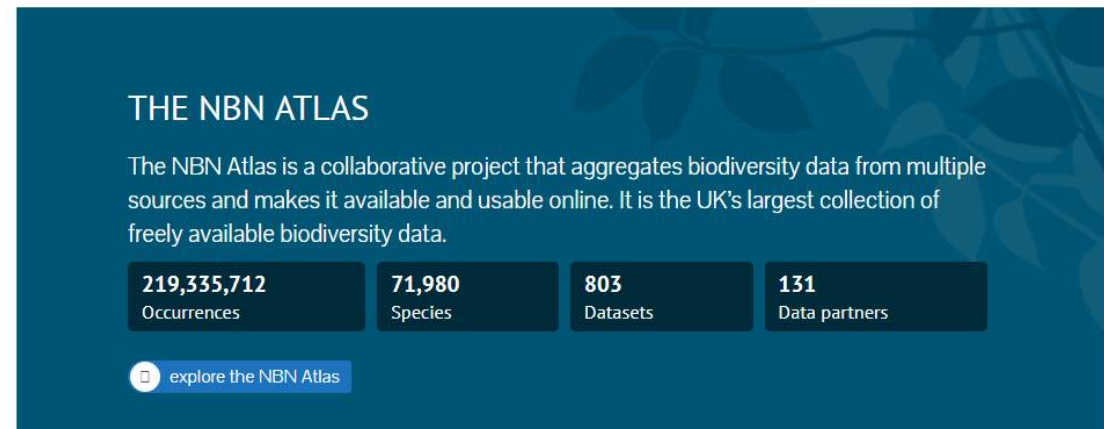 THE NBN ATLAS
The NBN Atlas is a collaborative project that aggregates biodiversity data from multiple
sources and makes it available and usable online. It is the UK's largest collection of
freely available biodiversity data.
219,335,712 71,980 803 131
Occurrences Species Datasets Data partners
explore the NBN Atlas